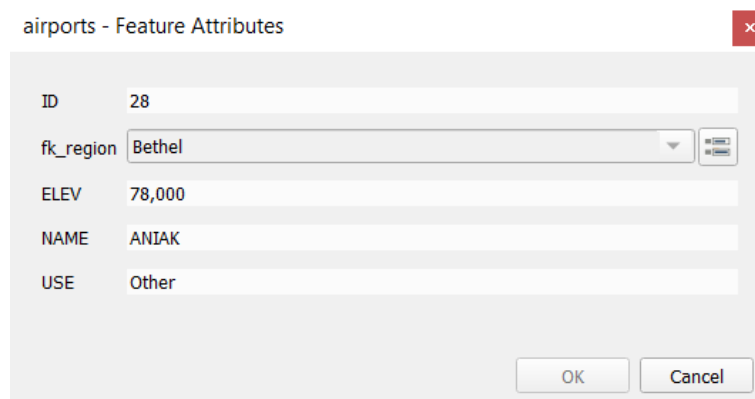 airports - Feature Attributes
ID 28
fk_region Bethel
ELEV 78,000
NAME ANIAK
USE Other
OK Cancel